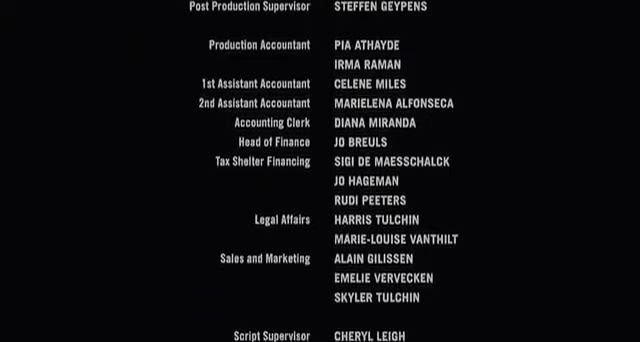 Post Production Supervisor STEFFEN GEYPENS
Production Accountant PIA ATHAYDE
IRMA RAMAN
1st Assistant Accountant CELENE MILES
2nd Assistant Accountant MARIELENA ALFONSECA
Accounting Clerk DIANA MIRANDA
Head of Finance JO BREULS
Tax Shelter Financing SIGI DE MAESSCHALCK
JO HAGEMAN
RUDI PEETERS
Legal Affairs HARRIS TULCHIN
MARIE-LOUISE VANTHILT
Sales and Marketing ALAIN GILISSEN
EMELIE VERVECKEN
SKYLER TULCHIN
Script Supervisor CHERYL LEIGH